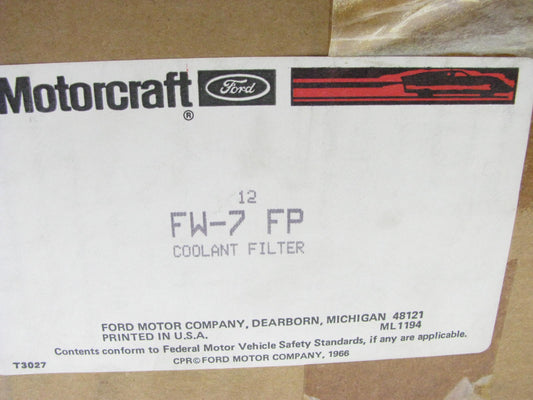 Motorcraft® Ford
12
FW-7 FP
COOLANT FILTER
FORD MOTOR COMPANY, DEARBORN, MICHIGAN 48121
PRINTED IN U.S.A. ML1194
Contents conform to Federal Motor Vehicle Safety Standards, if any are applicable.
T3027 CPR©FORD MOTOR COMPANY, 1966